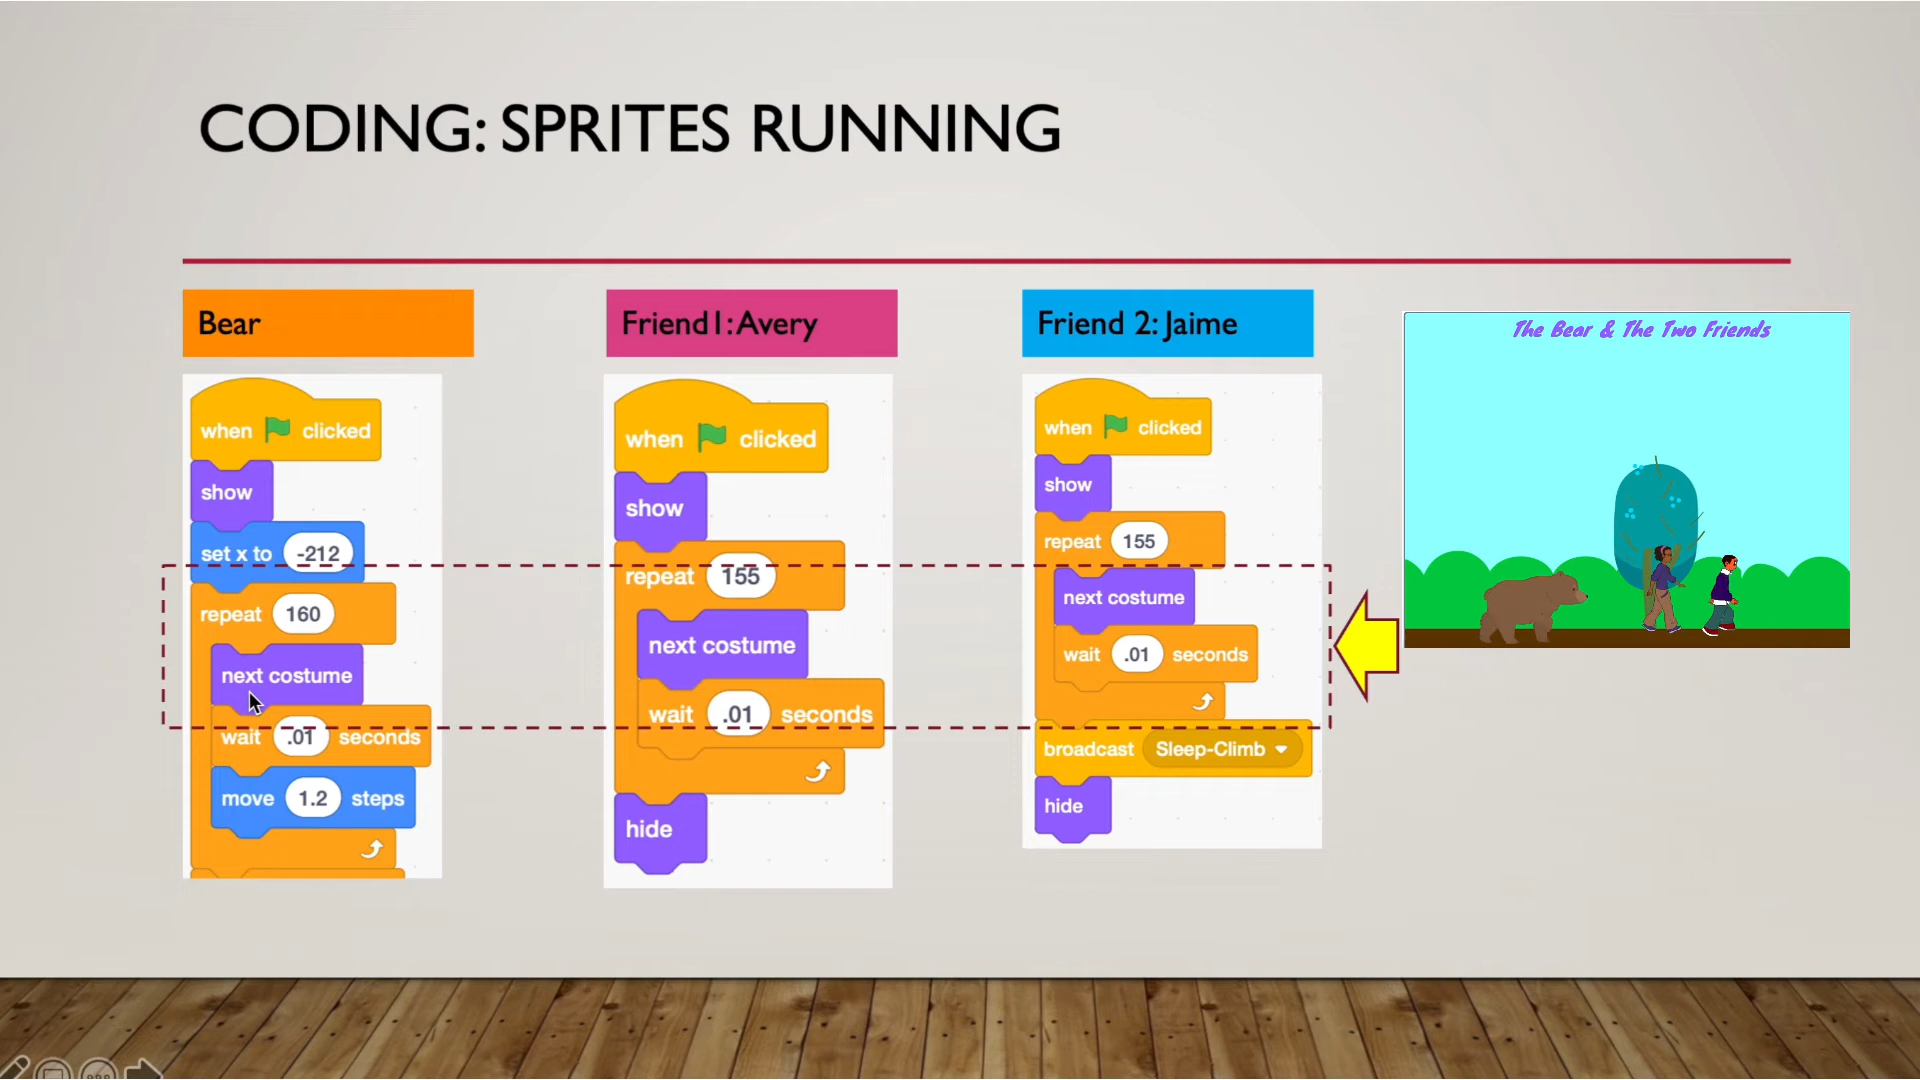 CODING: SPRITES RUNNING
Bear
when clicked
show
set x to -212
repeat 160
next costume
wait .01 seconds
move 1.2 steps
Friend1: Avery
when clicked
show
repeat 155
next costume
wait .01 seconds
hide
Friend 2: Jaime
when clicked
show
repeat 155
next costume
wait .01 seconds
broadcast Sleep-Climb
hide
The Bear & The Two Friends